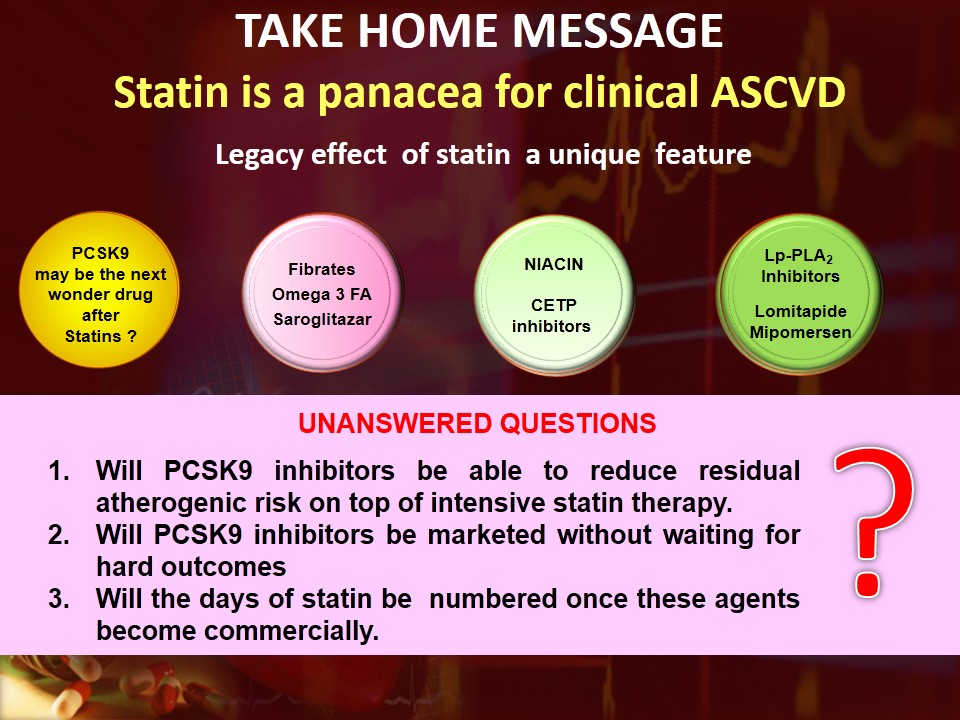 TAKE HOME MESSAGE
Statin is a panacea for clinical ASCVD
Legacy effect of statin a unique feature
PCSK9
may be the next
wonder drug
after
Statins ?
Fibrates
Omega 3 FA
Saroglitazar
NIACIN
CETP
inhibitors
Lp-PLA2
Inhibitors
Lomitapide
Mipomersen
UNANSWERED QUESTIONS
1. Will PCSK9 inhibitors be able to reduce residual
atherogenic risk on top of intensive statin therapy.
2. Will PCSK9 inhibitors be marketed without waiting for
hard outcomes
3. Will the days of statin be numbered once these agents
become commercially.
?